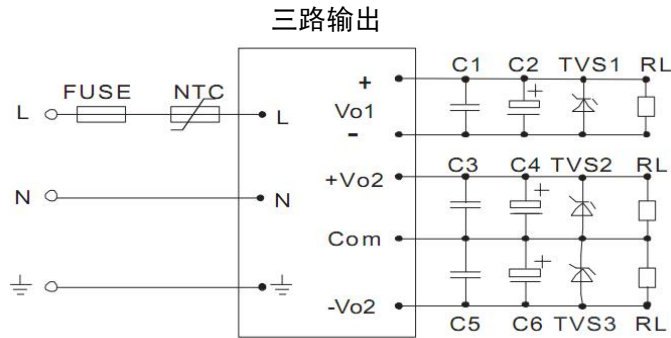 三路输出
C1 C2 TVS1 RL
FUSE NTC
+
L L
Vo1
-
C3 C4 TVS2 RL
+Vo2
N N
Com
-Vo2
C5 C6 TVS3 RL